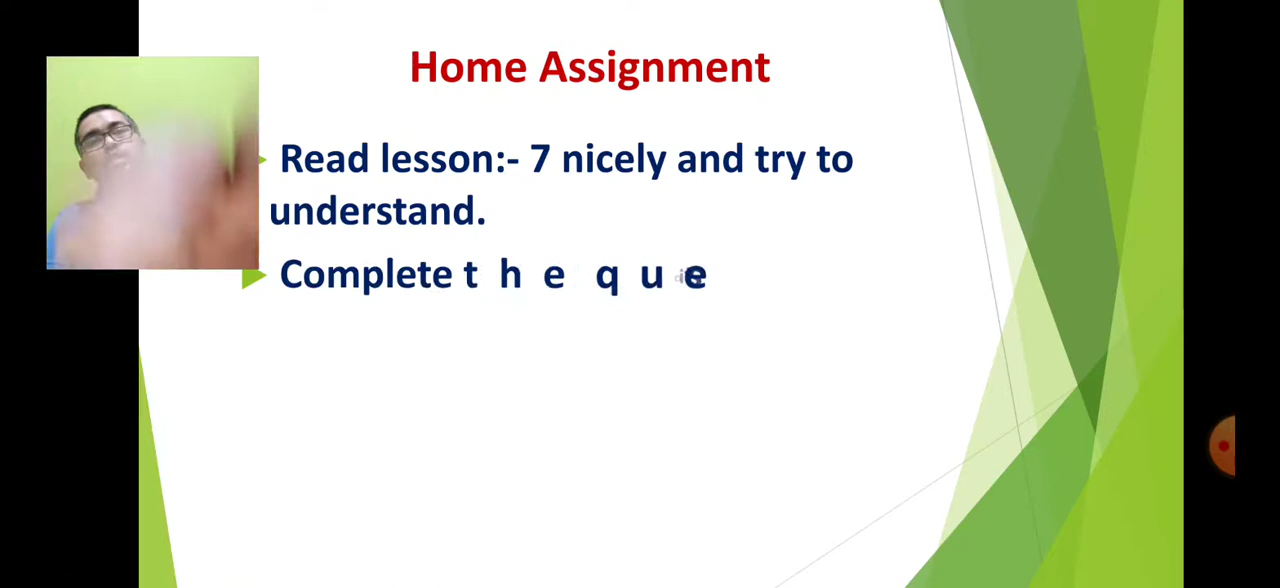 Home Assignment
Read lesson:- 7 nicely and try to
understand.
Complete t h e q u e